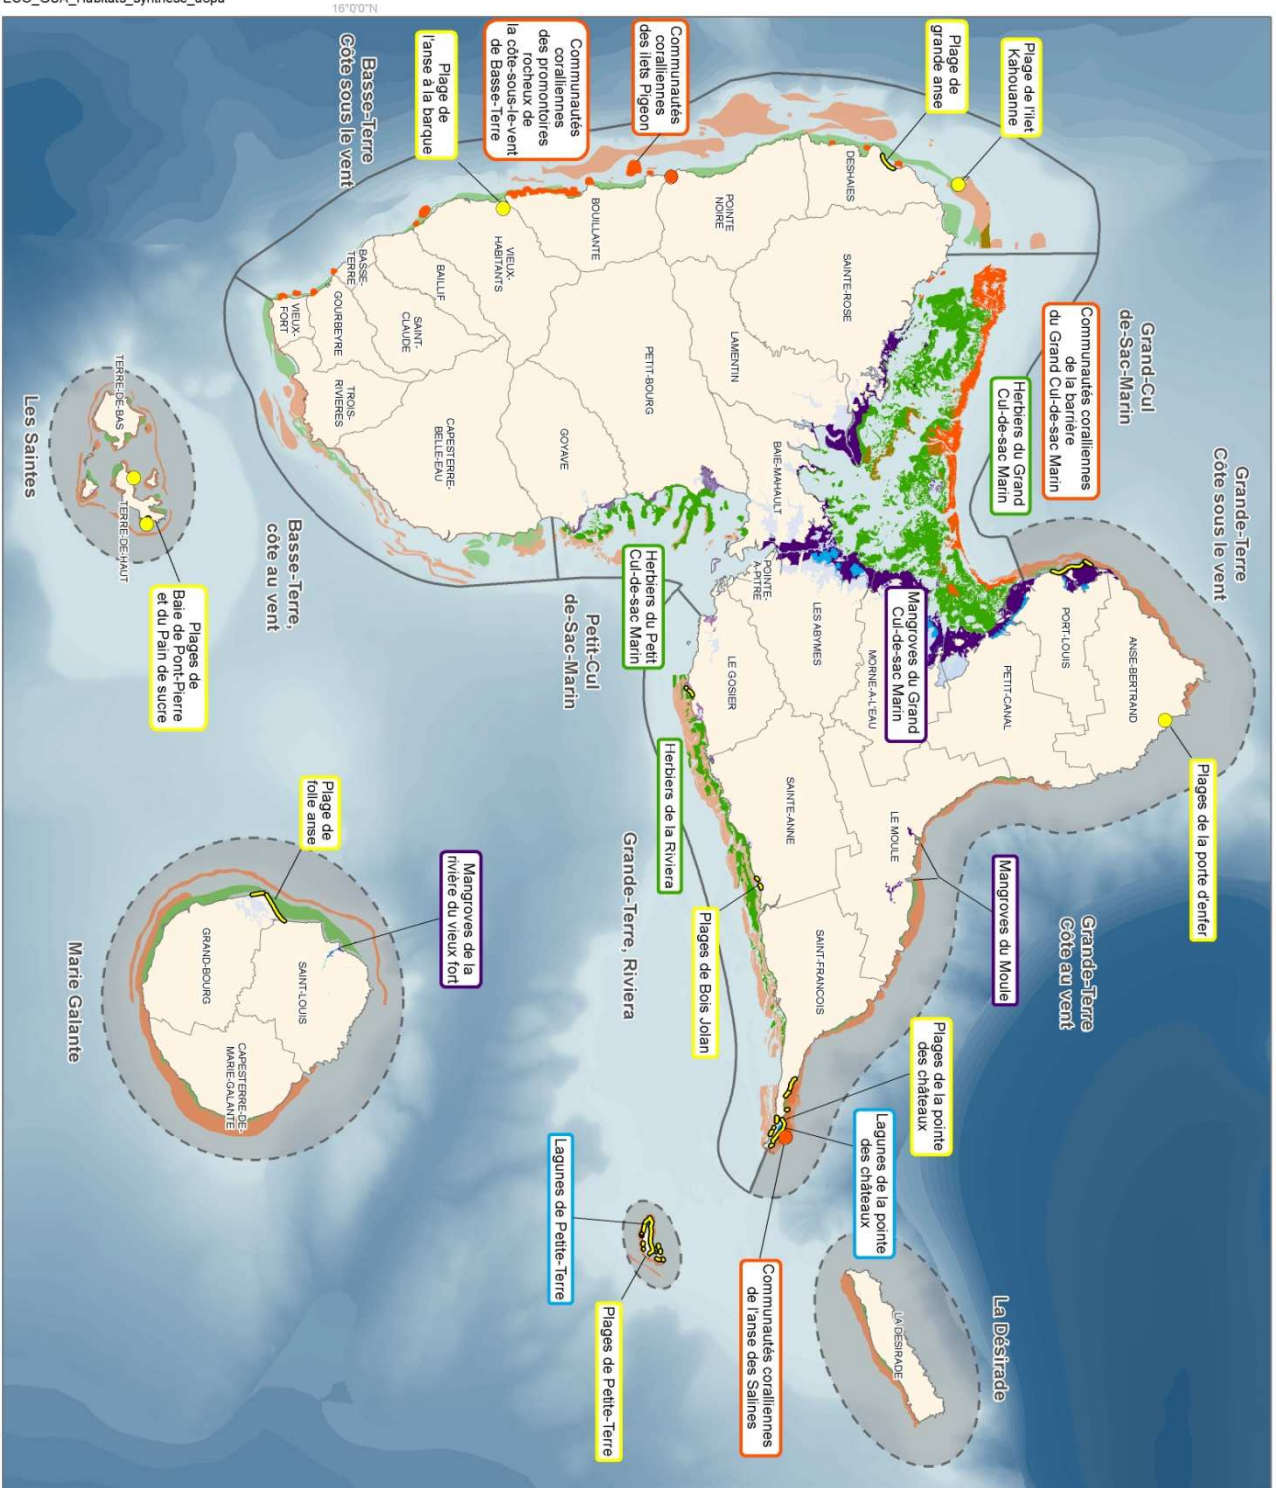 16°0'0"N
Plage de l'îlet
Kahouanne
Plage de
grande anse
Communautés
coralliennes
des ilets Pigeon
Communautés
coralliennes
des promontoires
rocheux de
la côte-sous-le-vent
de Basse-Terre
Plage de
l'anse à la barque
Basse-Terre
Côte sous le vent
Grand-Cul
de-Sac-Marin
Communautés coralliennes
de la barrière
du Grand Cul-de-sac Marin
Herbiers du Grand
Cul-de-sac Marin
Grande-Terre
Côte sous le vent
Mangroves du Grand
Cul-de-sac Marin
Plages de la porte d'enfer
Mangroves du Moule
Grande-Terre
Côte au vent
Plages de la pointe
des châteaux
Lagunes de la pointe
des châteaux
La Désirade
LA DESIRADE
Communautés coralliennes
de l'anse des Salines
Plages de Petite-Terre
Lagunes de Petite-Terre
Plages de Bois Jolan
Grande-Terre, Riviera
Herbiers de la Riviera
Herbiers du Petit
Cul-de-sac Marin
Petit-Cul
de-Sac-Marin
Basse-Terre,
côte au vent
Les Saintes
TERRE-DE-BAS
TERRE-DE-HAUT
Plages de
Baie de Pont-Pierre
et du Pain de sucre
Plage de
folle anse
Mangroves de la
rivière du vieux fort
Marie Galante
GRAND-BOURG
SAINT-LOUIS
CAPESTERRE-DE-
MARIE-GALANTE
DESHAIES
POINTE
NOIRE
BOUILLANTE
VIEUX-
HABITANTS
BAILLIF
BASSE-
TERRE
SAINT-
CLAUDE
GOURBEYRE
VIEUX-
FORT
TROIS-
RIVIERES
CAPESTERRE-
BELLE-EAU
GOYAVE
PETIT-BOURG
LAMENTIN
SAINTE-ROSE
BAIE-MAHAULT
POINTE-
A-PITRE
LES ABYMES
LE GOSIER
MORNE-A-L'EAU
PETIT-CANAL
PORT-LOUIS
ANSE-BERTRAND
LE MOULE
SAINTE-ANNE
SAINT-FRANCOIS